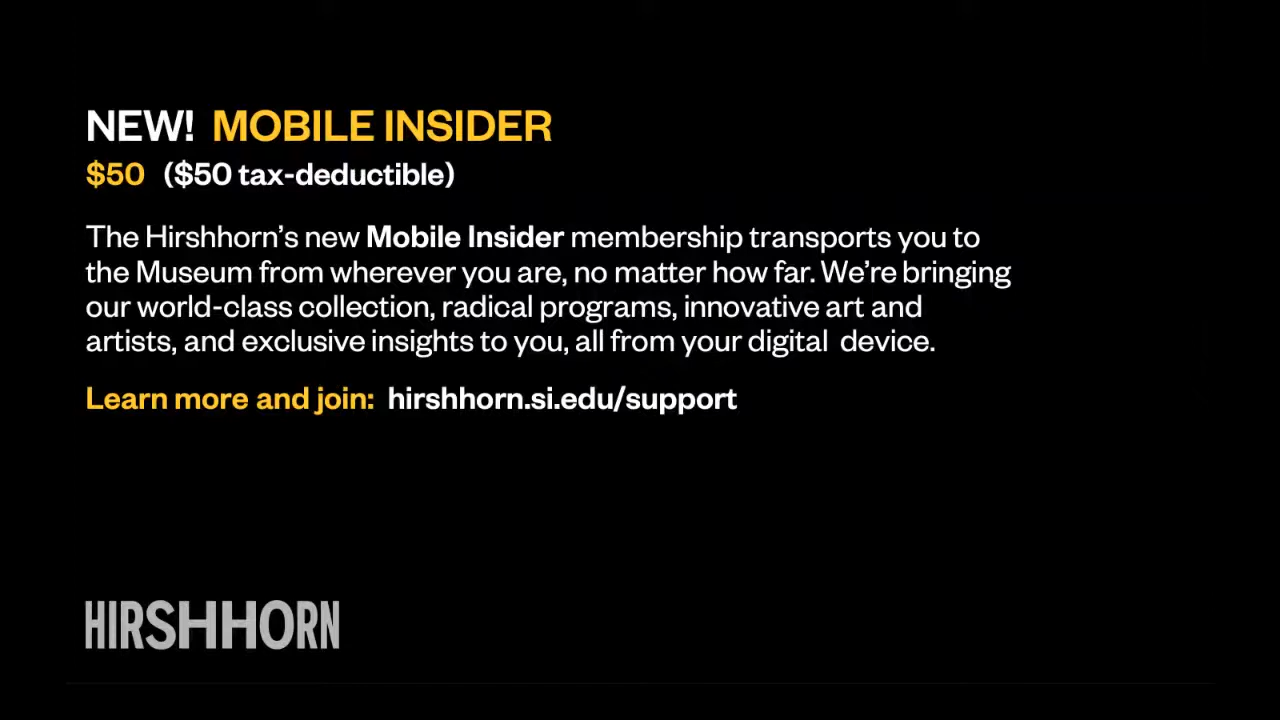 NEW! MOBILE INSIDER
$50 ($50 tax-deductible)
The Hirshhorn’s new Mobile Insider membership transports you to
the Museum from wherever you are, no matter how far. We’re bringing
our world-class collection, radical programs, innovative art and
artists, and exclusive insights to you, all from your digital device.
Learn more and join: hirshhorn.si.edu/support
HIRSHHORN